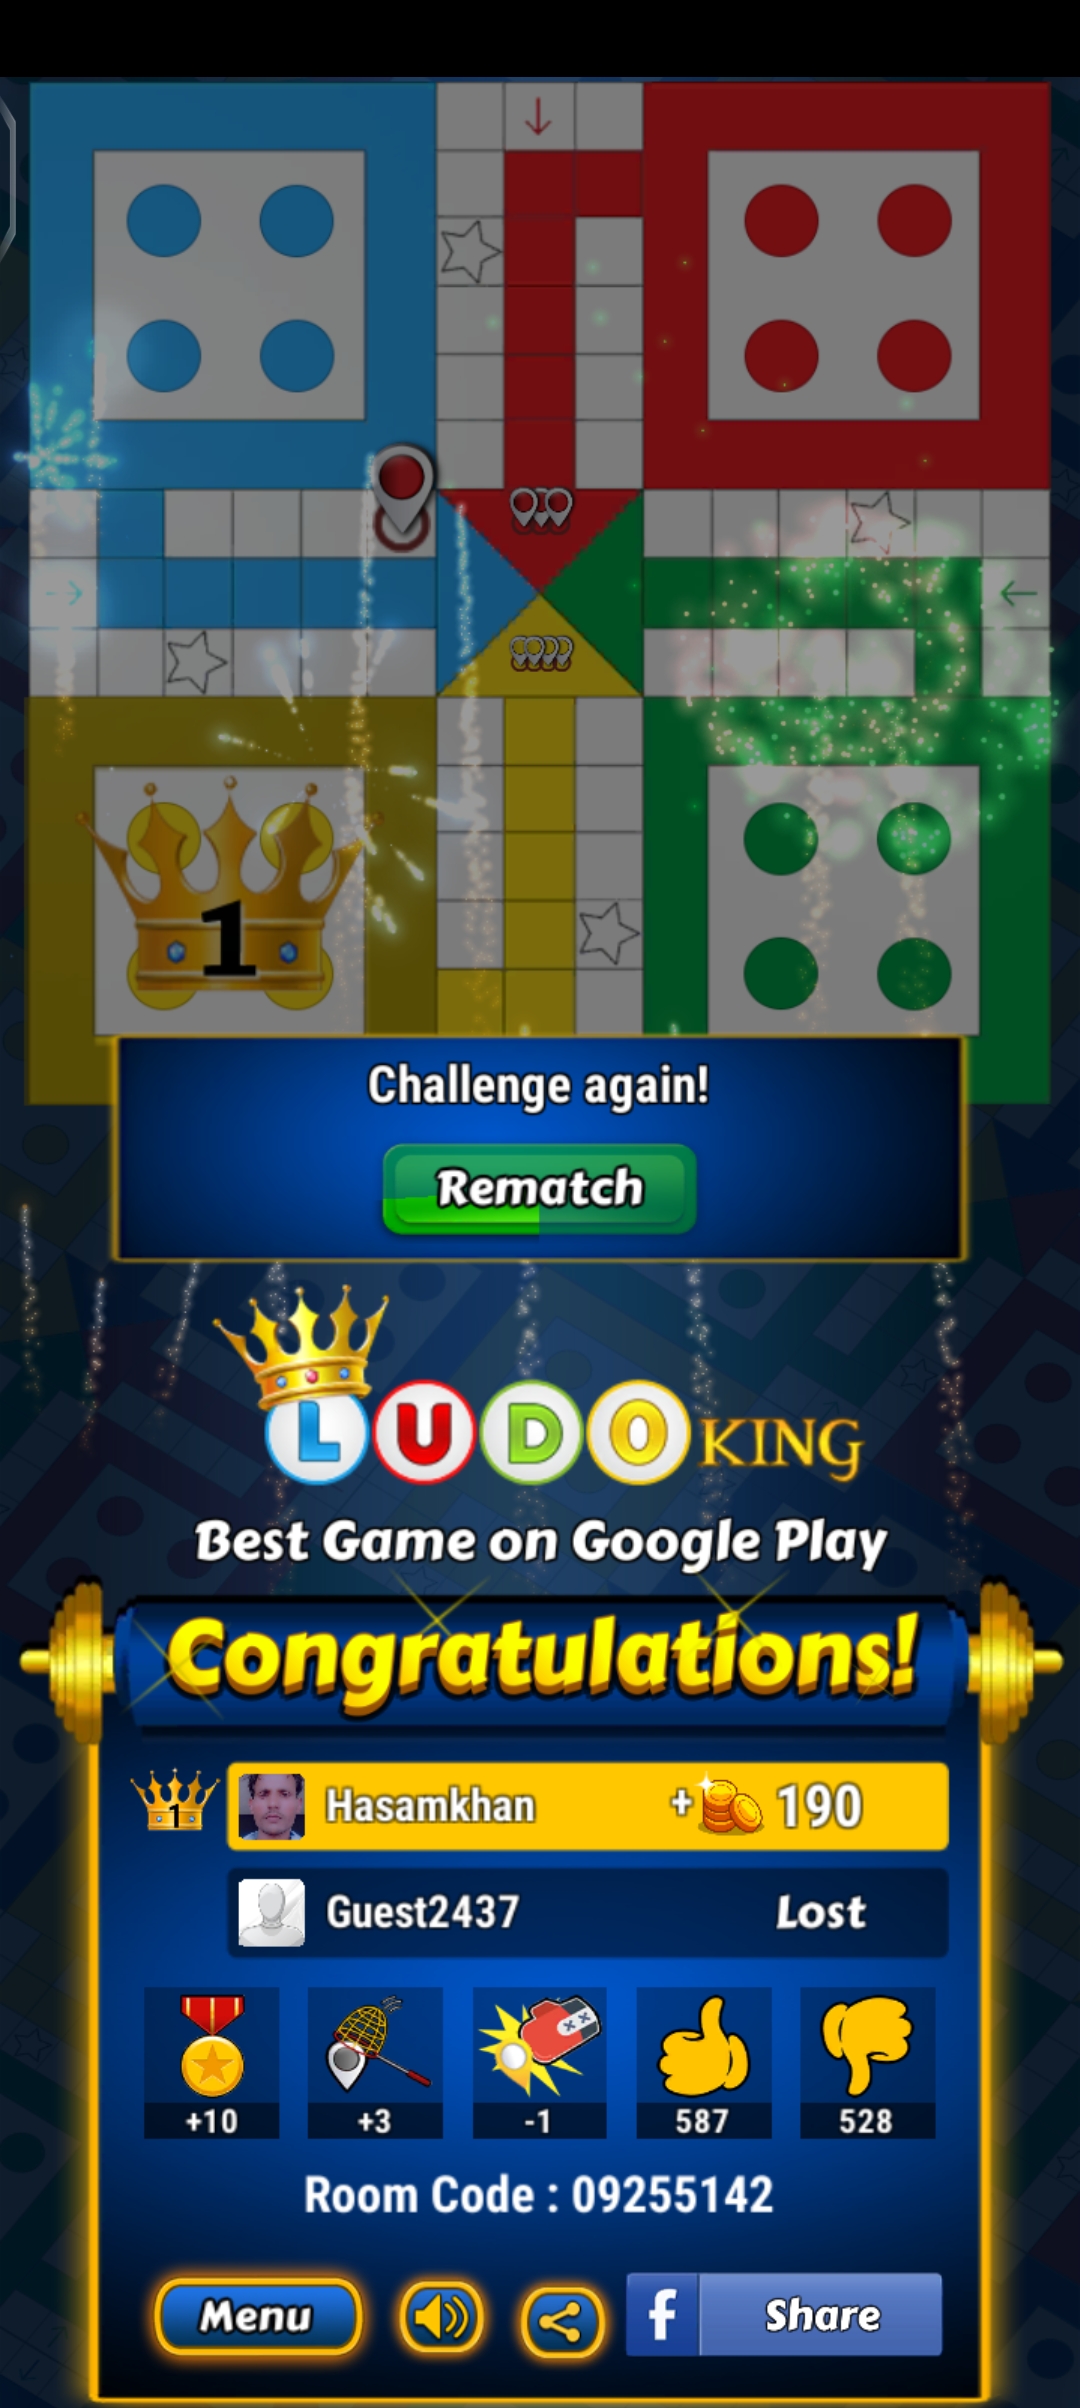 1
Challenge again!
Rematch
LUDO KING
Best Game on Google Play
Congratulations!
1 Hasamkhan + 190
Guest2437 Lost
+10 +3 -1 587 528
Room Code : 09255142
Menu f Share